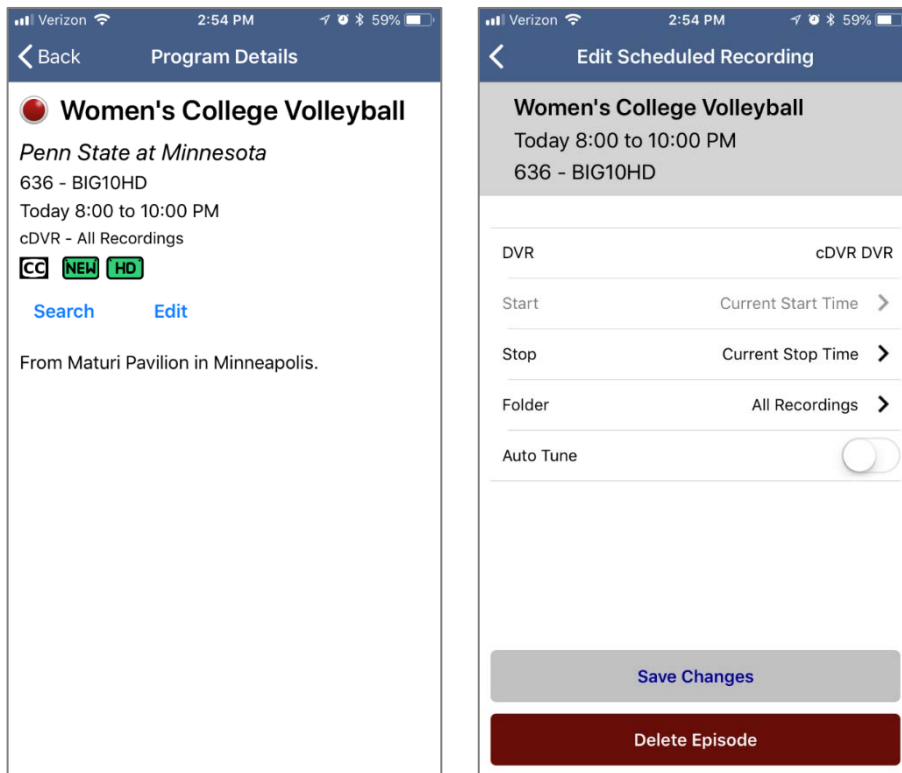 Verizon 2:54 PM 59%
Back Program Details
Women's College Volleyball
Penn State at Minnesota
636 - BIG10HD
Today 8:00 to 10:00 PM
cDVR - All Recordings
CC NEW HD
Search Edit
From Maturi Pavilion in Minneapolis.
Verizon 2:54 PM 59%
Edit Scheduled Recording
Women's College Volleyball
Today 8:00 to 10:00 PM
636 - BIG10HD
DVR cDVR DVR
Start Current Start Time
Stop Current Stop Time
Folder All Recordings
Auto Tune
Save Changes
Delete Episode